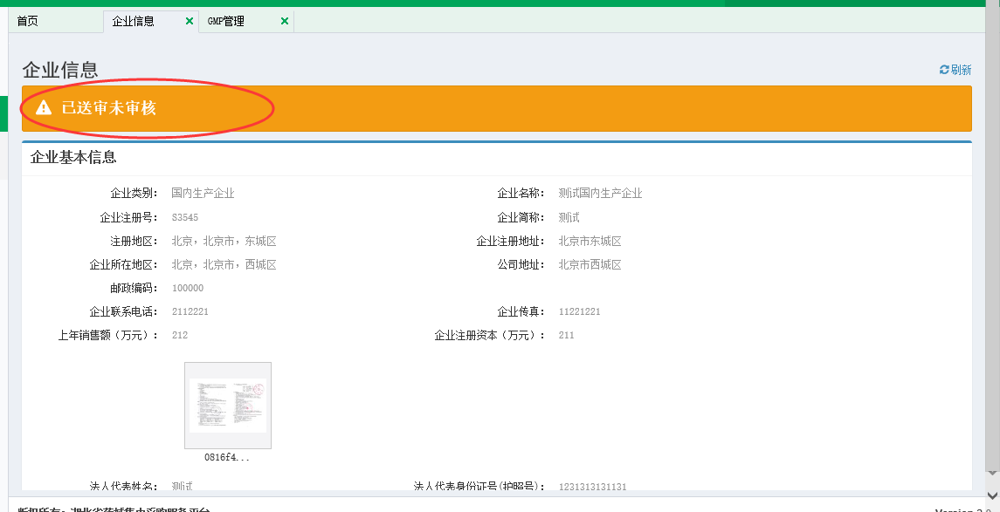 首页 企业信息 × GMP管理 ×
企业信息 刷新
已送审未审核
企业基本信息
企业类别： 国内生产企业 企业名称： 测试国内生产企业
企业注册号： S3545 企业简称： 测试
注册地区： 北京，北京市，东城区 企业注册地址： 北京市东城区
企业所在地区： 北京，北京市，西城区 公司地址： 北京市西城区
邮政编码： 100000
企业联系电话： 2112221 企业传真： 11221221
上年销售额（万元）： 212 企业注册资本（万元）： 211
0816f4...
法人代表姓名： 测试 法人代表身份证号(护照号)： 1231313131131